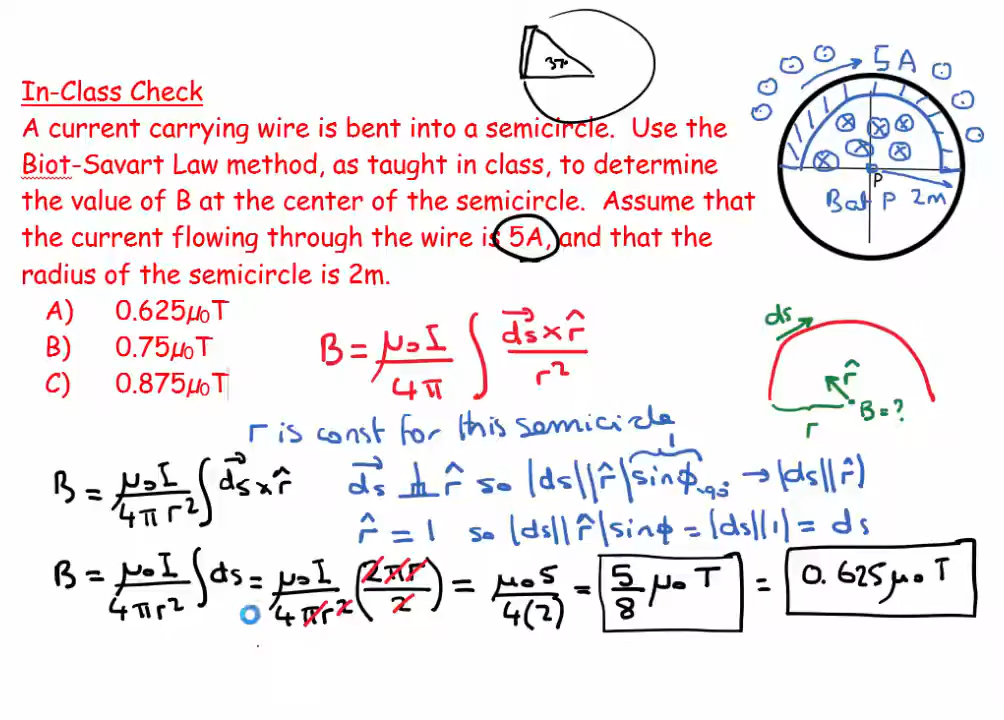 In-Class Check
A current carrying wire is bent into a semicircle. Use the
Biot-Savart Law method, as taught in class, to determine
the value of B at the center of the semicircle. Assume that
the current flowing through the wire is 5A, and that the
radius of the semicircle is 2m.
A) 0.625μ₀T
B) 0.75μ₀T
C) 0.875μ₀T
5A
P
B at P 2m
B = μ₀I/4π ∫ ds⃗ x r̂/r²
ds
r̂
B = ?
r
r is const for this semicircle
B = μ₀I/4πr² ∫ ds⃗ x r̂
ds⃗ ⊥ r̂ so |ds||r̂|sinφ 90° → |ds||r̂|
1
r̂ = 1 so |ds||r̂|sinφ = |ds||1| = ds
B = μ₀I/4πr² ∫ ds = μ₀I/4πr² (2πr/2) = μ₀5/4(2) = 5/8 μ₀T = 0.625μ₀T